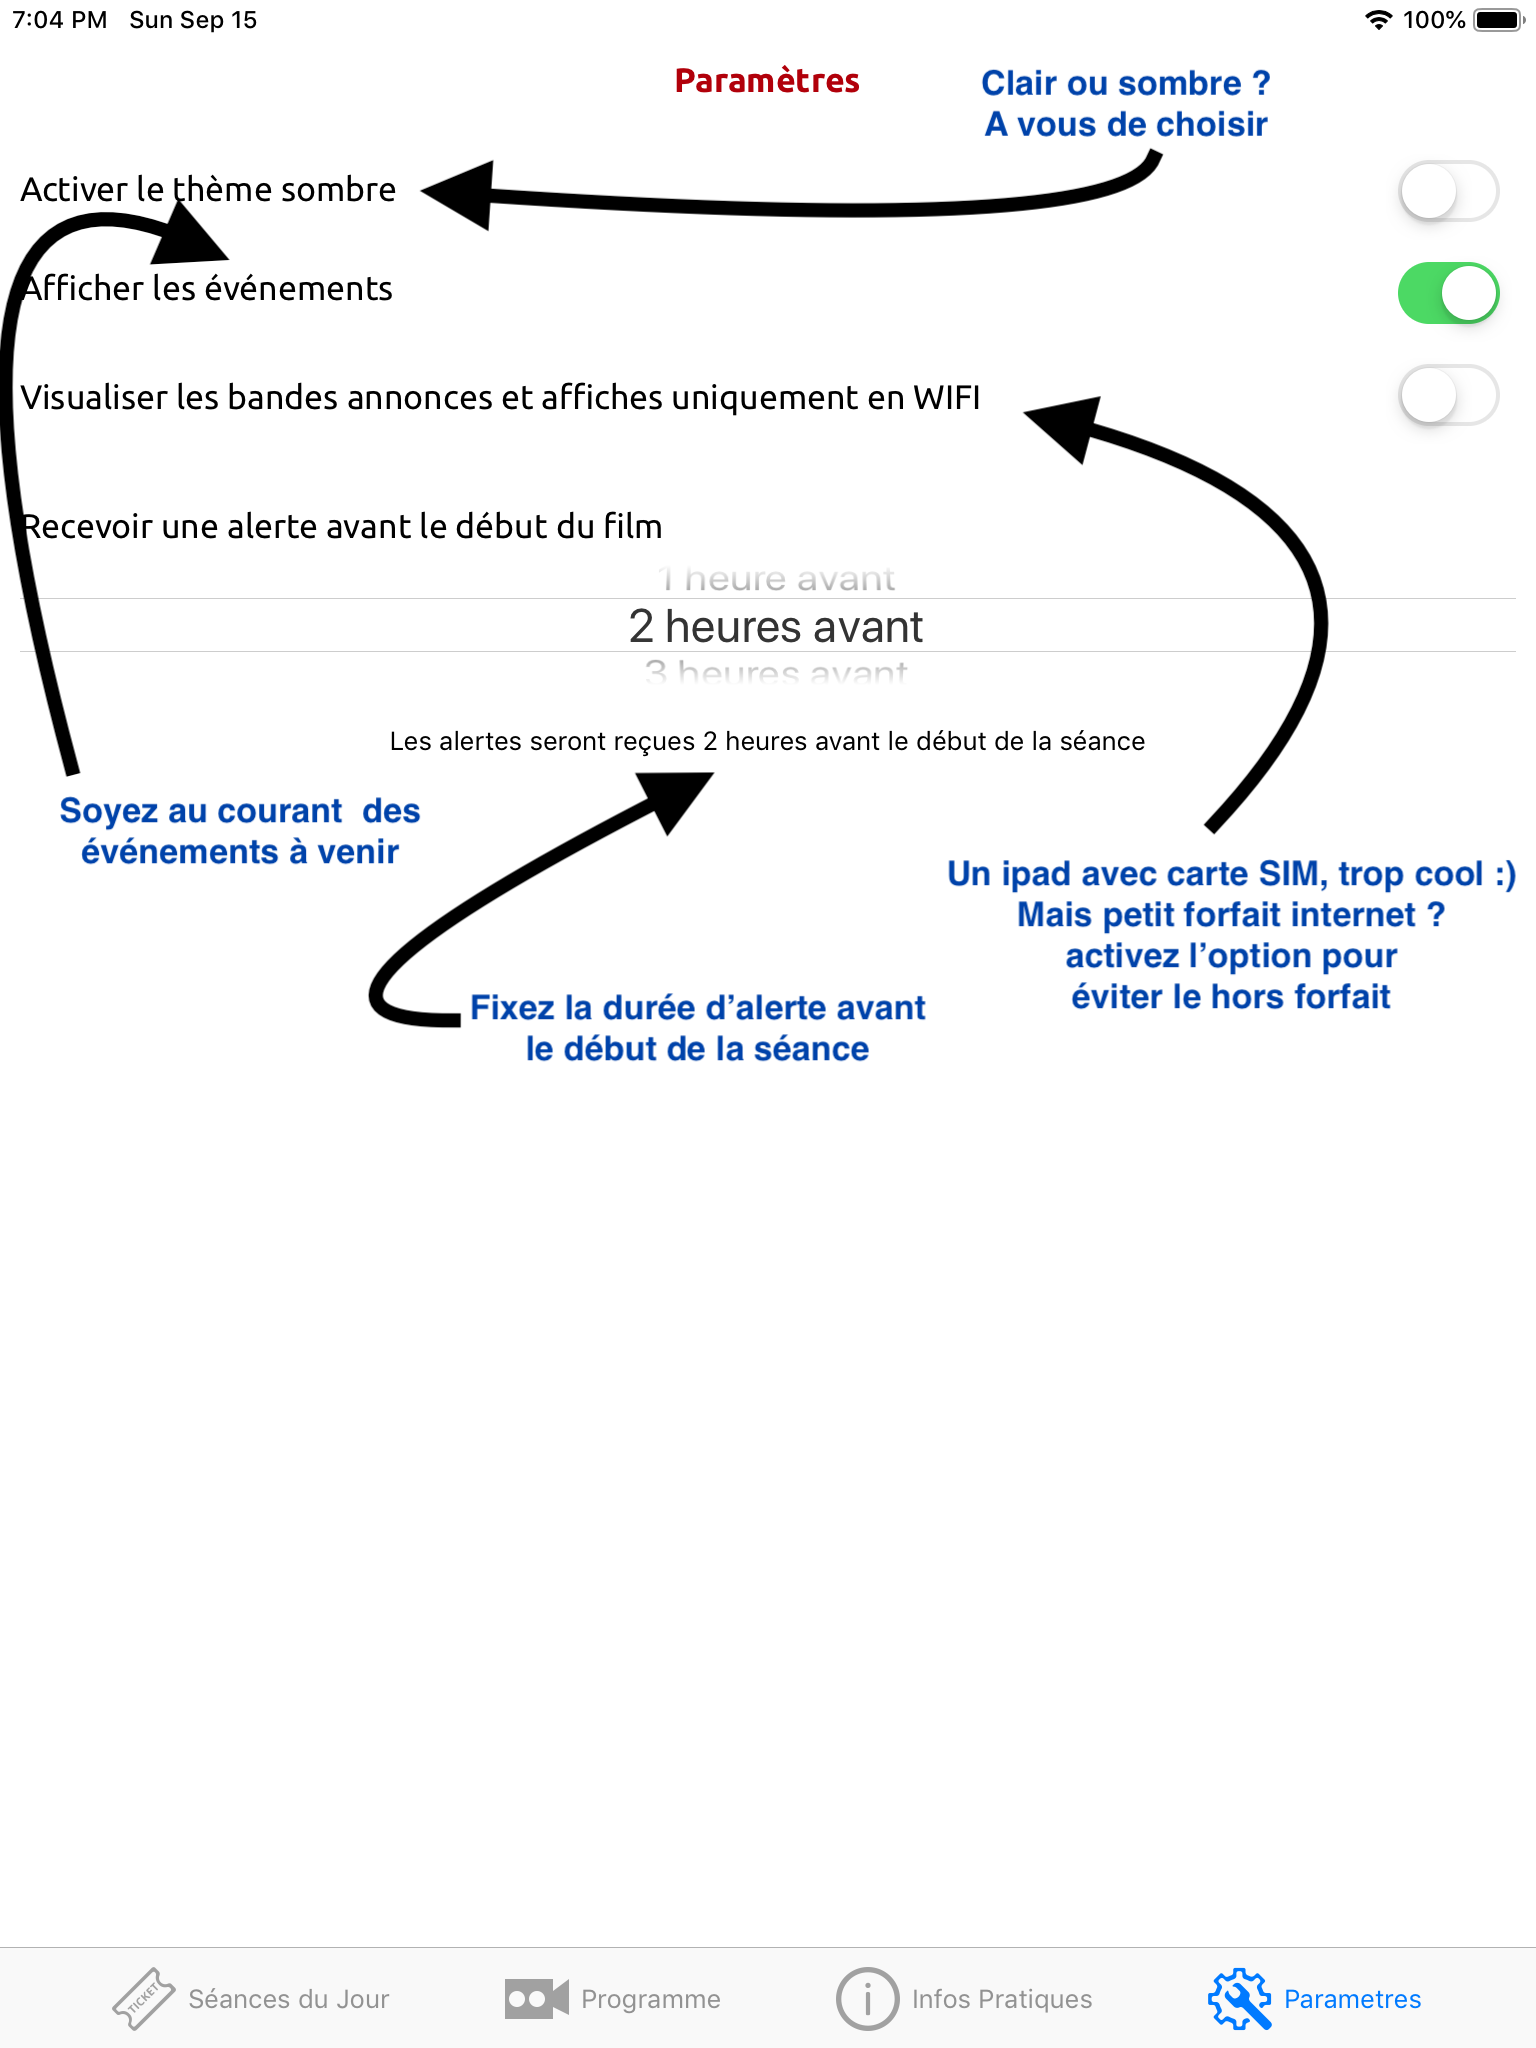 7:04 PM Sun Sep 15 100%
Paramètres
Clair ou sombre ?
A vous de choisir
Activer le thème sombre
Afficher les événements
Visualiser les bandes annonces et affiches uniquement en WIFI
Recevoir une alerte avant le début du film
1 heure avant
2 heures avant
3 heures avant
Les alertes seront reçues 2 heures avant le début de la séance
Soyez au courant des
événements à venir
Un ipad avec carte SIM, trop cool :)
Mais petit forfait internet ?
activez l’option pour
éviter le hors forfait
Fixez la durée d’alerte avant
le début de la séance
TICKET Séances du Jour Programme Infos Pratiques Parametres